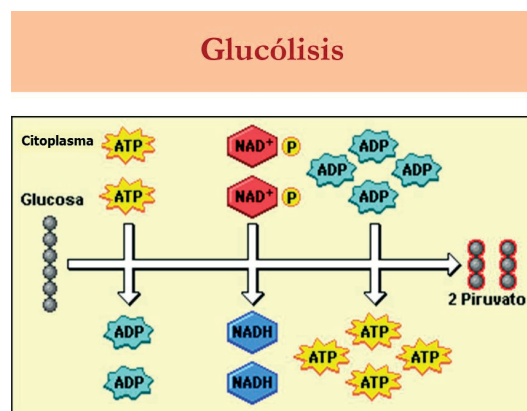 Glucólisis
Citoplasma
ATP
NAD+ P
ADP
ADP ADP
ATP
NAD+ P
ADP
Glucosa
2 Piruvato
ADP
NADH
ATP
ATP ATP
ADP
NADH
ATP